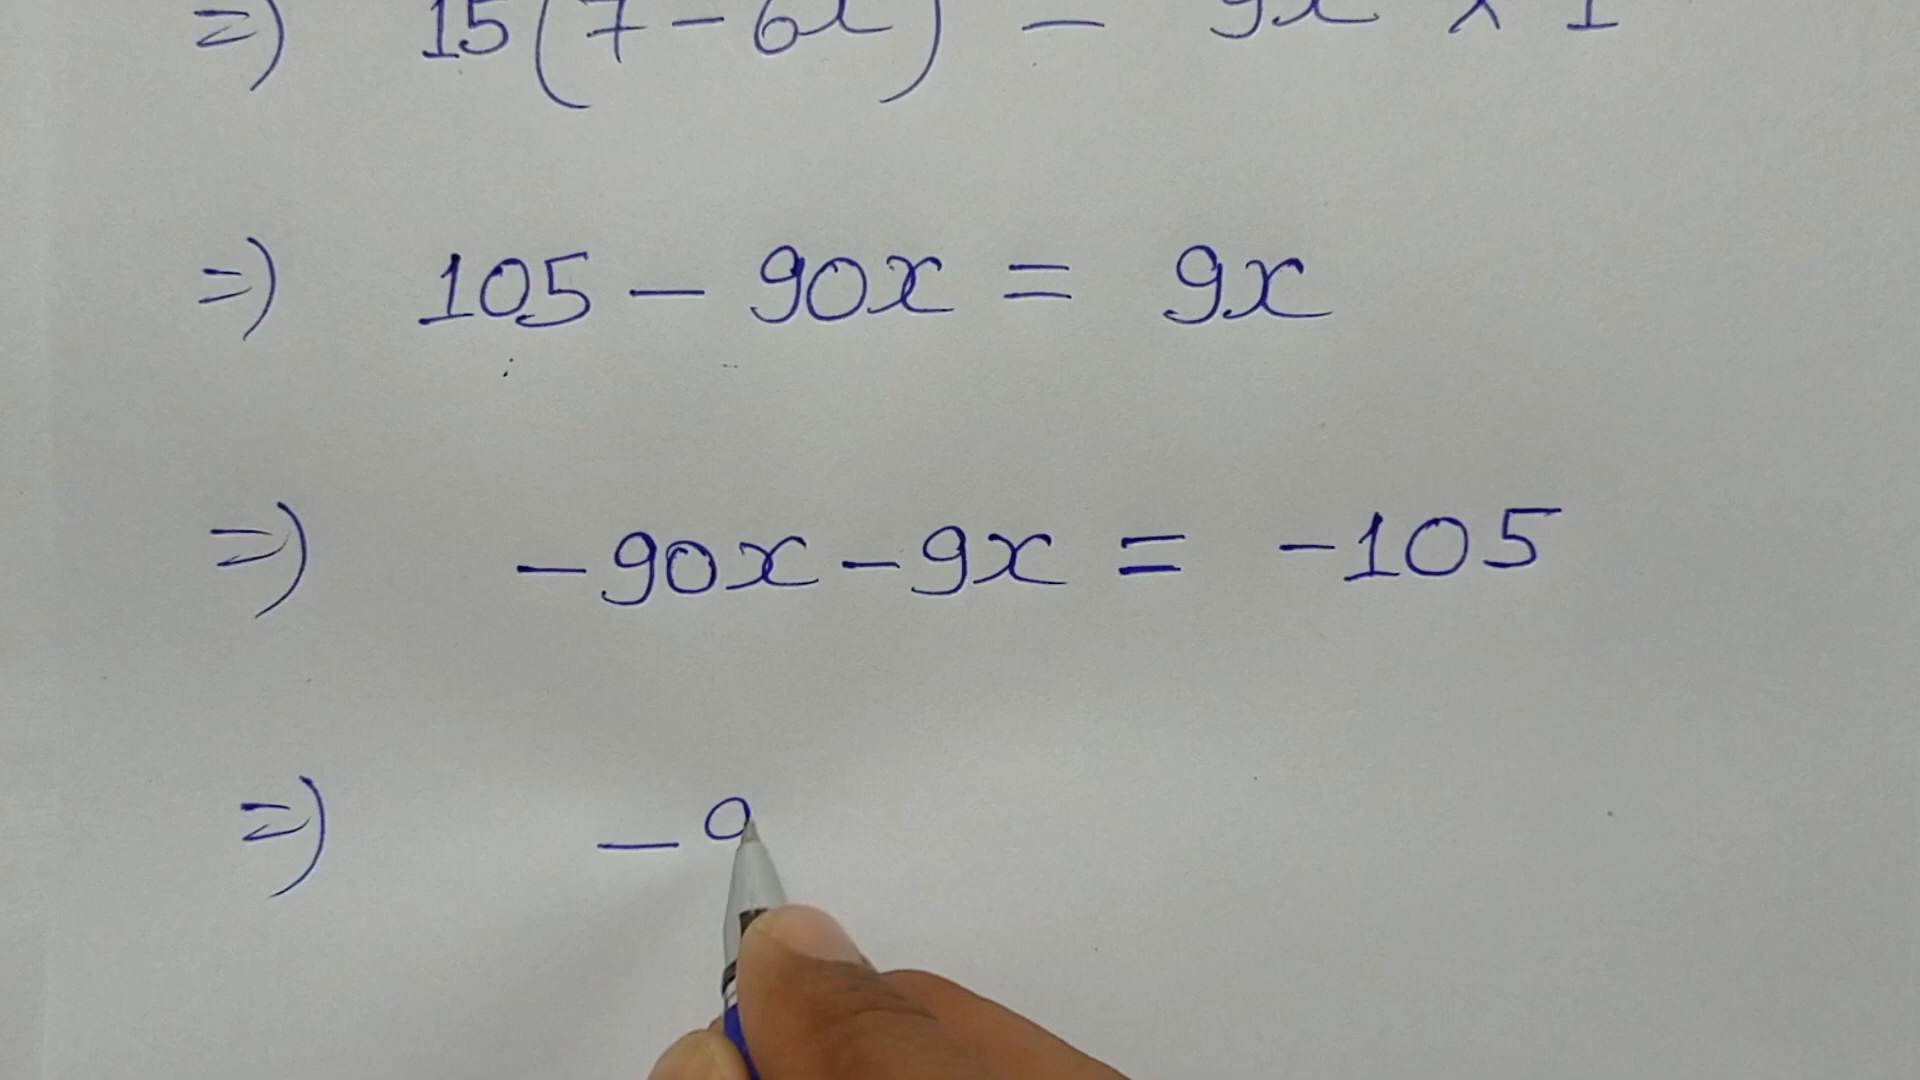 =) 15(7-6x) = 9x × 1
=) 105 - 90x = 9x
=) -90x - 9x = -105
=) - 9